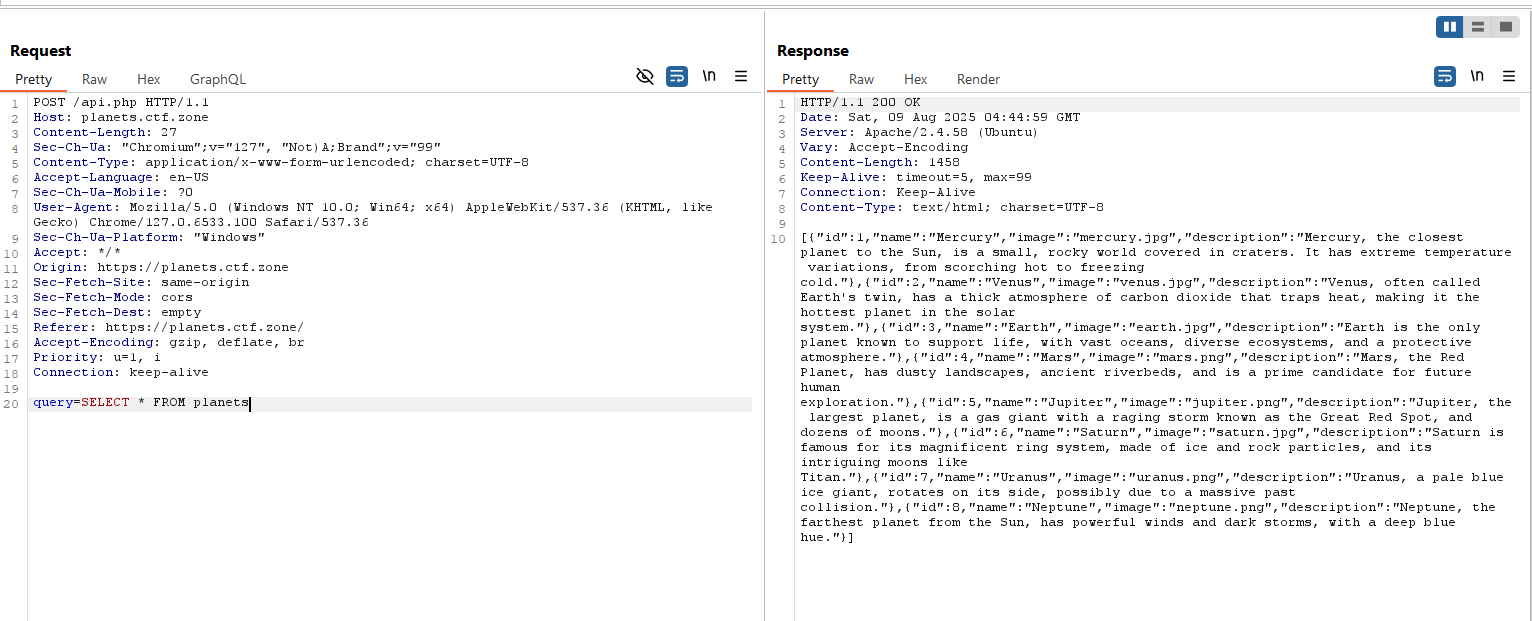 Request
Pretty Raw Hex GraphQL \n
1 POST /api.php HTTP/1.1
2 Host: planets.ctf.zone
3 Content-Length: 27
4 Sec-Ch-Ua: "Chromium";v="127", "Not)A;Brand";v="99"
5 Content-Type: application/x-www-form-urlencoded; charset=UTF-8
6 Accept-Language: en-US
7 Sec-Ch-Ua-Mobile: ?0
8 User-Agent: Mozilla/5.0 (Windows NT 10.0; Win64; x64) AppleWebKit/537.36 (KHTML, like
Gecko) Chrome/127.0.6533.100 Safari/537.36
9 Sec-Ch-Ua-Platform: "Windows"
10 Accept: */*
11 Origin: https://planets.ctf.zone
12 Sec-Fetch-Site: same-origin
13 Sec-Fetch-Mode: cors
14 Sec-Fetch-Dest: empty
15 Referer: https://planets.ctf.zone/
16 Accept-Encoding: gzip, deflate, br
17 Priority: u=1, i
18 Connection: keep-alive
19
20 query=SELECT * FROM planets
Response
Pretty Raw Hex Render \n
1 HTTP/1.1 200 OK
2 Date: Sat, 09 Aug 2025 04:44:59 GMT
3 Server: Apache/2.4.58 (Ubuntu)
4 Vary: Accept-Encoding
5 Content-Length: 1458
6 Keep-Alive: timeout=5, max=99
7 Connection: Keep-Alive
8 Content-Type: text/html; charset=UTF-8
9
10 [{"id":1,"name":"Mercury","image":"mercury.jpg","description":"Mercury, the closest
planet to the Sun, is a small, rocky world covered in craters. It has extreme temperature
variations, from scorching hot to freezing
cold."},{"id":2,"name":"Venus","image":"venus.jpg","description":"Venus, often called
Earth's twin, has a thick atmosphere of carbon dioxide that traps heat, making it the
hottest planet in the solar
system."},{"id":3,"name":"Earth","image":"earth.jpg","description":"Earth is the only
planet known to support life, with vast oceans, diverse ecosystems, and a protective
atmosphere."},{"id":4,"name":"Mars","image":"mars.png","description":"Mars, the Red
Planet, has dusty landscapes, ancient riverbeds, and is a prime candidate for future
human
exploration."},{"id":5,"name":"Jupiter","image":"jupiter.png","description":"Jupiter, the
largest planet, is a gas giant with a raging storm known as the Great Red Spot, and
dozens of moons."},{"id":6,"name":"Saturn","image":"saturn.jpg","description":"Saturn is
famous for its magnificent ring system, made of ice and rock particles, and its
intriguing moons like
Titan."},{"id":7,"name":"Uranus","image":"uranus.png","description":"Uranus, a pale blue
ice giant, rotates on its side, possibly due to a massive past
collision."},{"id":8,"name":"Neptune","image":"neptune.png","description":"Neptune, the
farthest planet from the Sun, has powerful winds and dark storms, with a deep blue
hue."}]